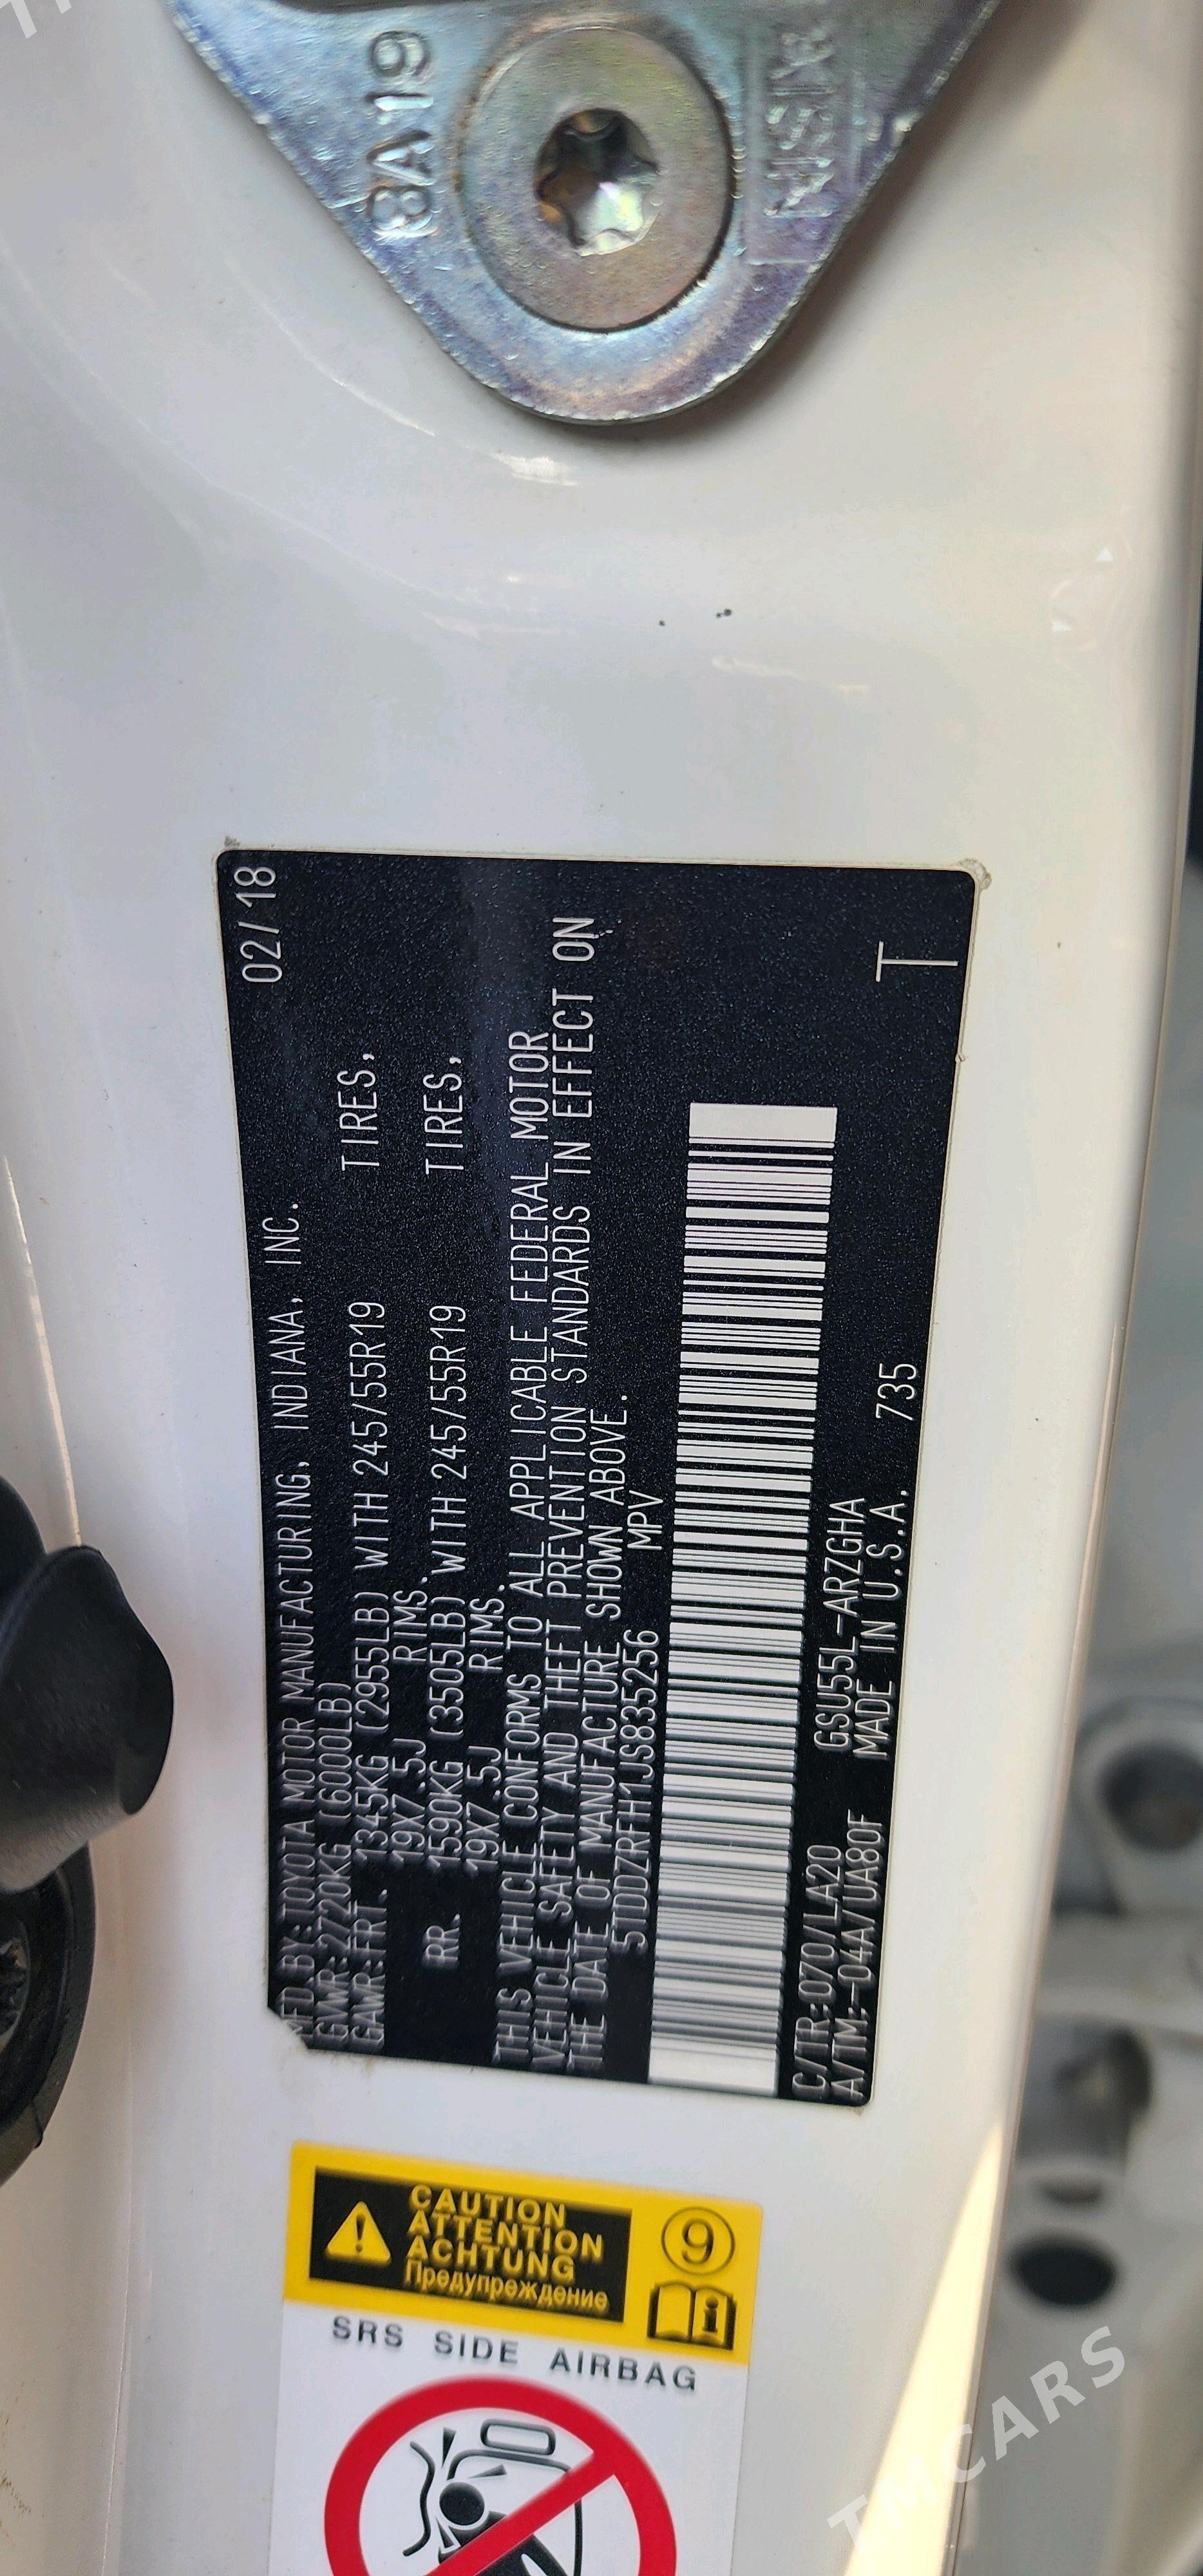 8A19
NISIA
02/18
MFD BY:TOYOTA MOTOR MANUFACTURING, INDIANA, INC.
GVWR:2720KG (6000LB)
GAWR:FRT. 1345KG (2955LB) WITH 245/55R19 TIRES,
19X7.5J RIMS.
RR. 1590KG (3505LB) WITH 245/55R19 TIRES,
19X7.5J RIMS.
THIS VEHICLE CONFORMS TO ALL APPLICABLE FEDERAL MOTOR
VEHICLE SAFETY AND THEFT PREVENTION STANDARDS IN EFFECT ON
THE DATE OF MANUFACTURE SHOWN ABOVE.
5TDDZRFH1JS835256 MPV
C/TR:070/LA20 GSU55L-ARZGHA
A/TM:-04A/UA80F MADE IN U.S.A. 735
T
CAUTION
ATTENTION
ACHTUNG
Предупреждение
9
i
SRS SIDE AIRBAG
TMCARS